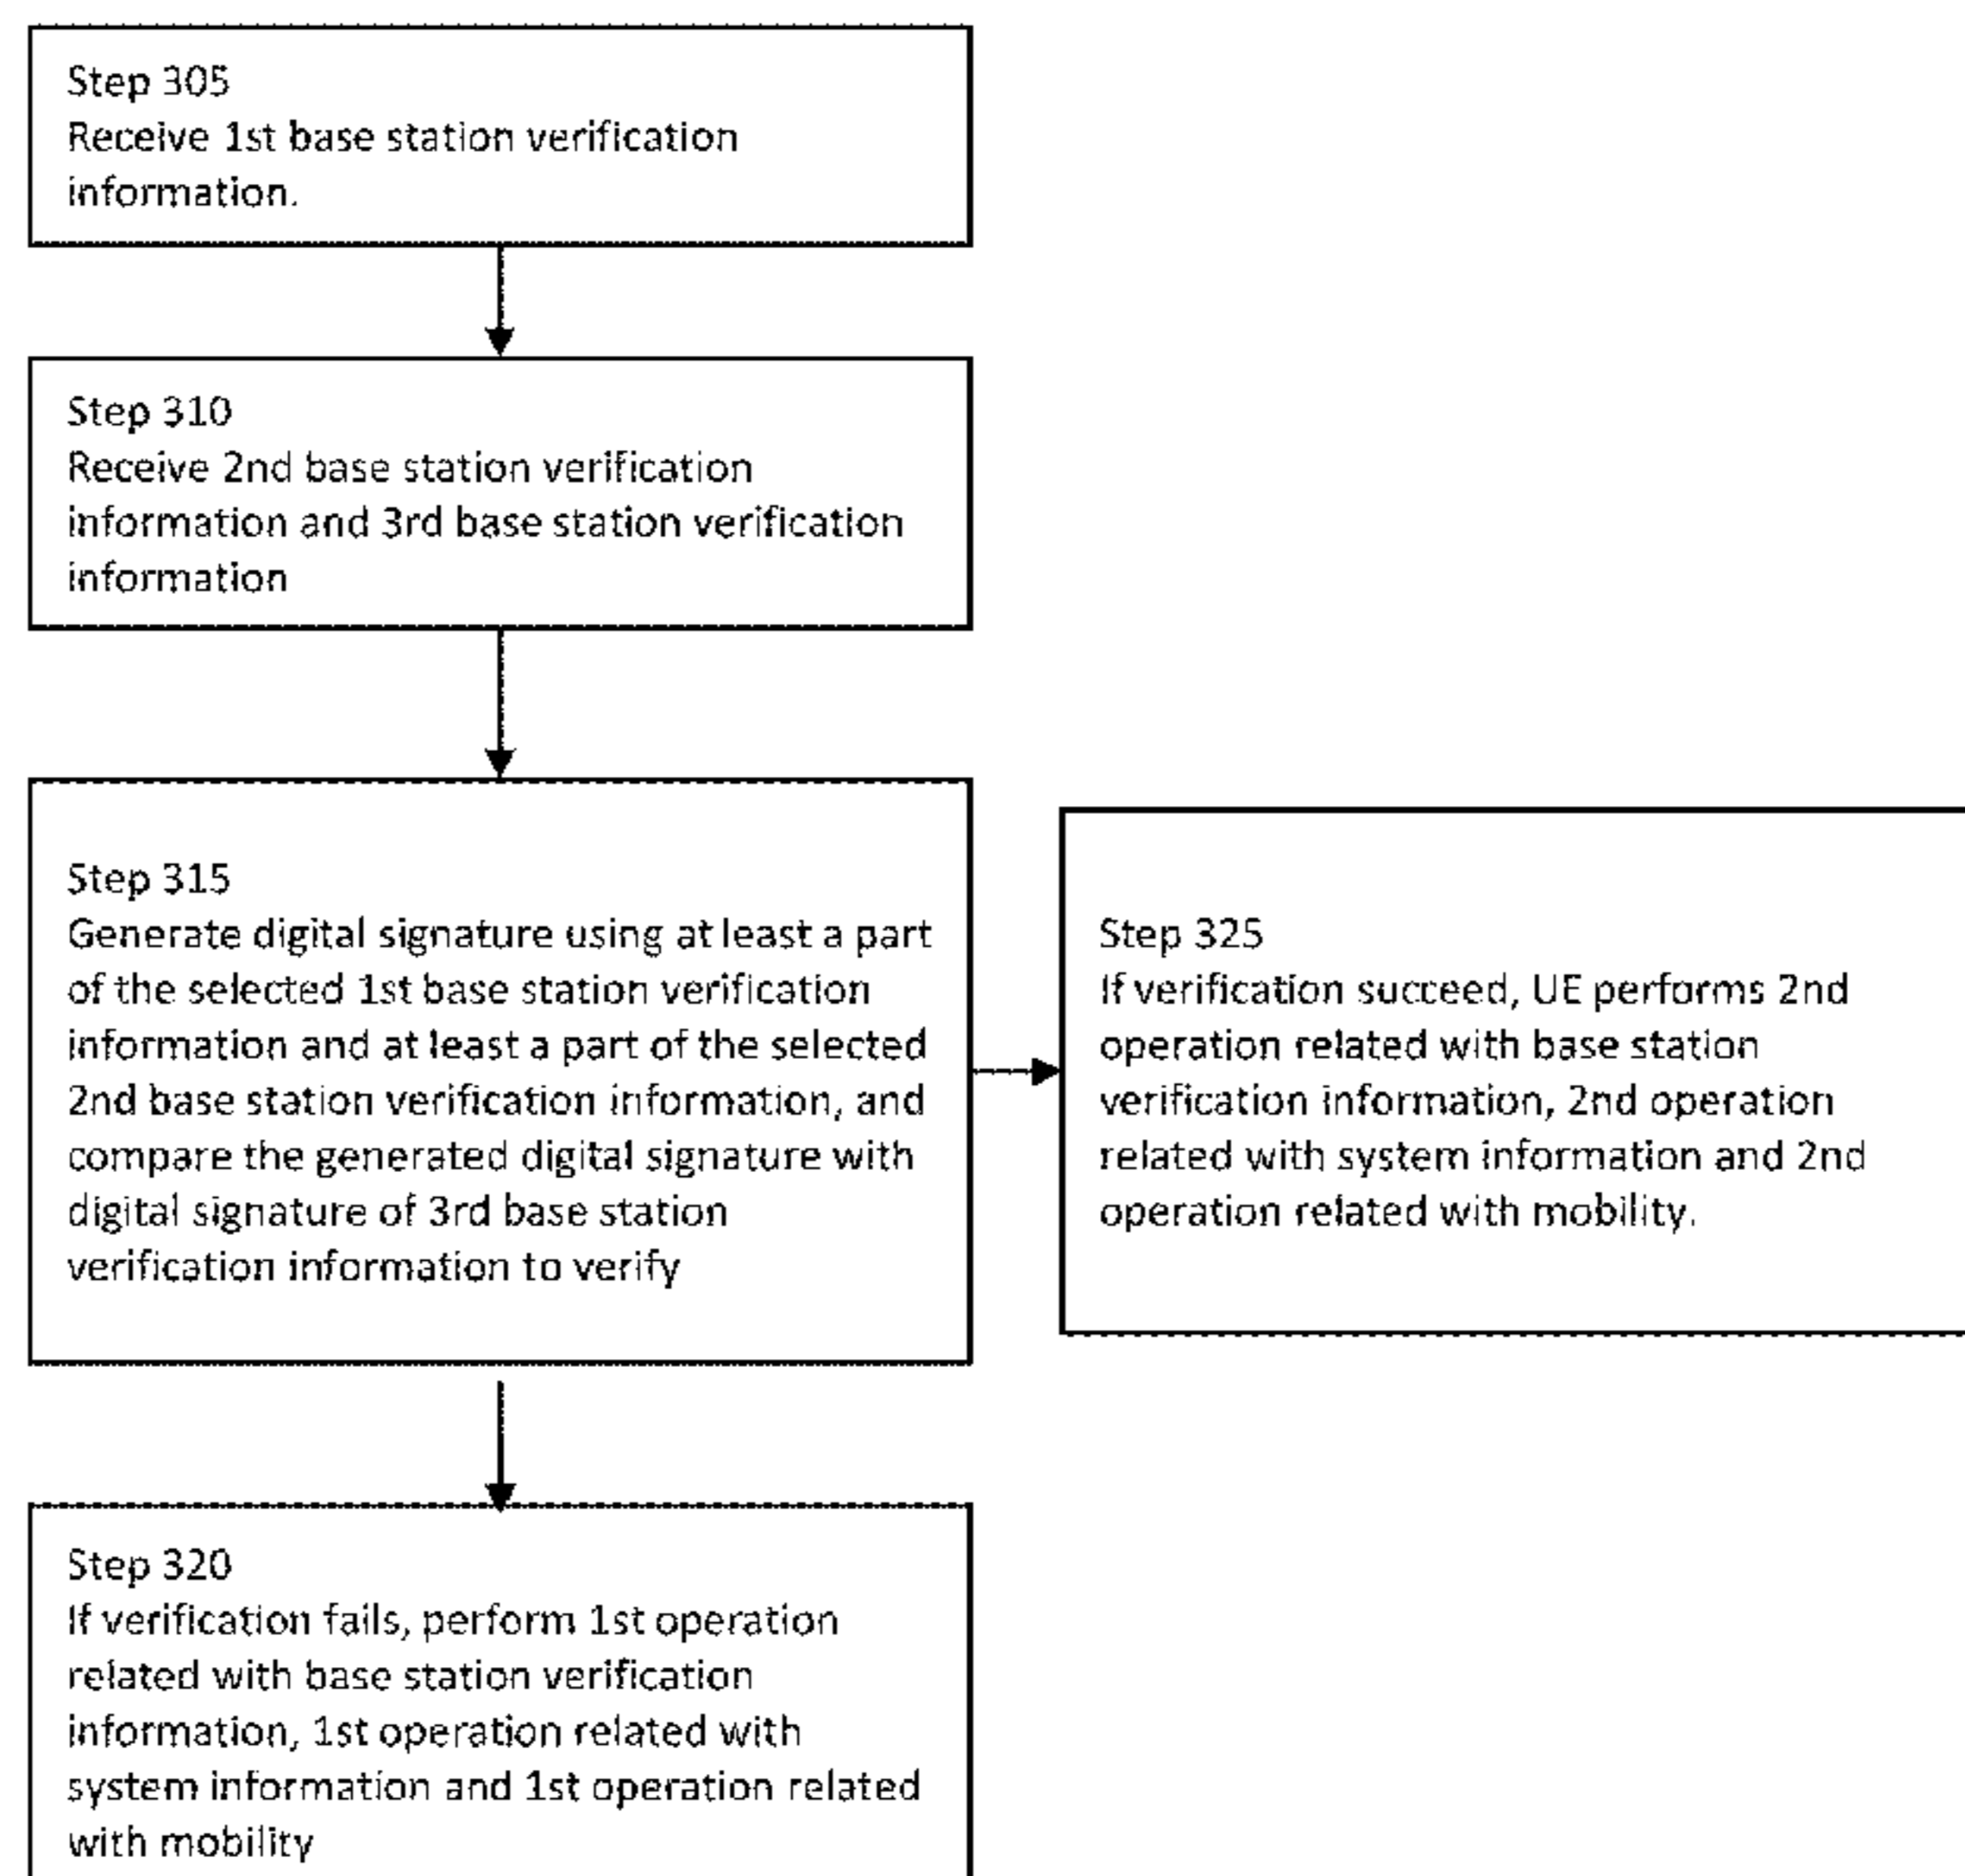 Step 305
Receive 1st base station verification
information.
Step 310
Receive 2nd base station verification
information and 3rd base station verification
information
Step 315
Generate digital signature using at least a part
of the selected 1st base station verification
information and at least a part of the selected
2nd base station verification information, and
compare the generated digital signature with
digital signature of 3rd base station
verification information to verify
Step 325
If verification succeed, UE performs 2nd
operation related with base station
verification information, 2nd operation
related with system information and 2nd
operation related with mobility.
Step 320
If verification fails, perform 1st operation
related with base station verification
information, 1st operation related with
system information and 1st operation related
with mobility